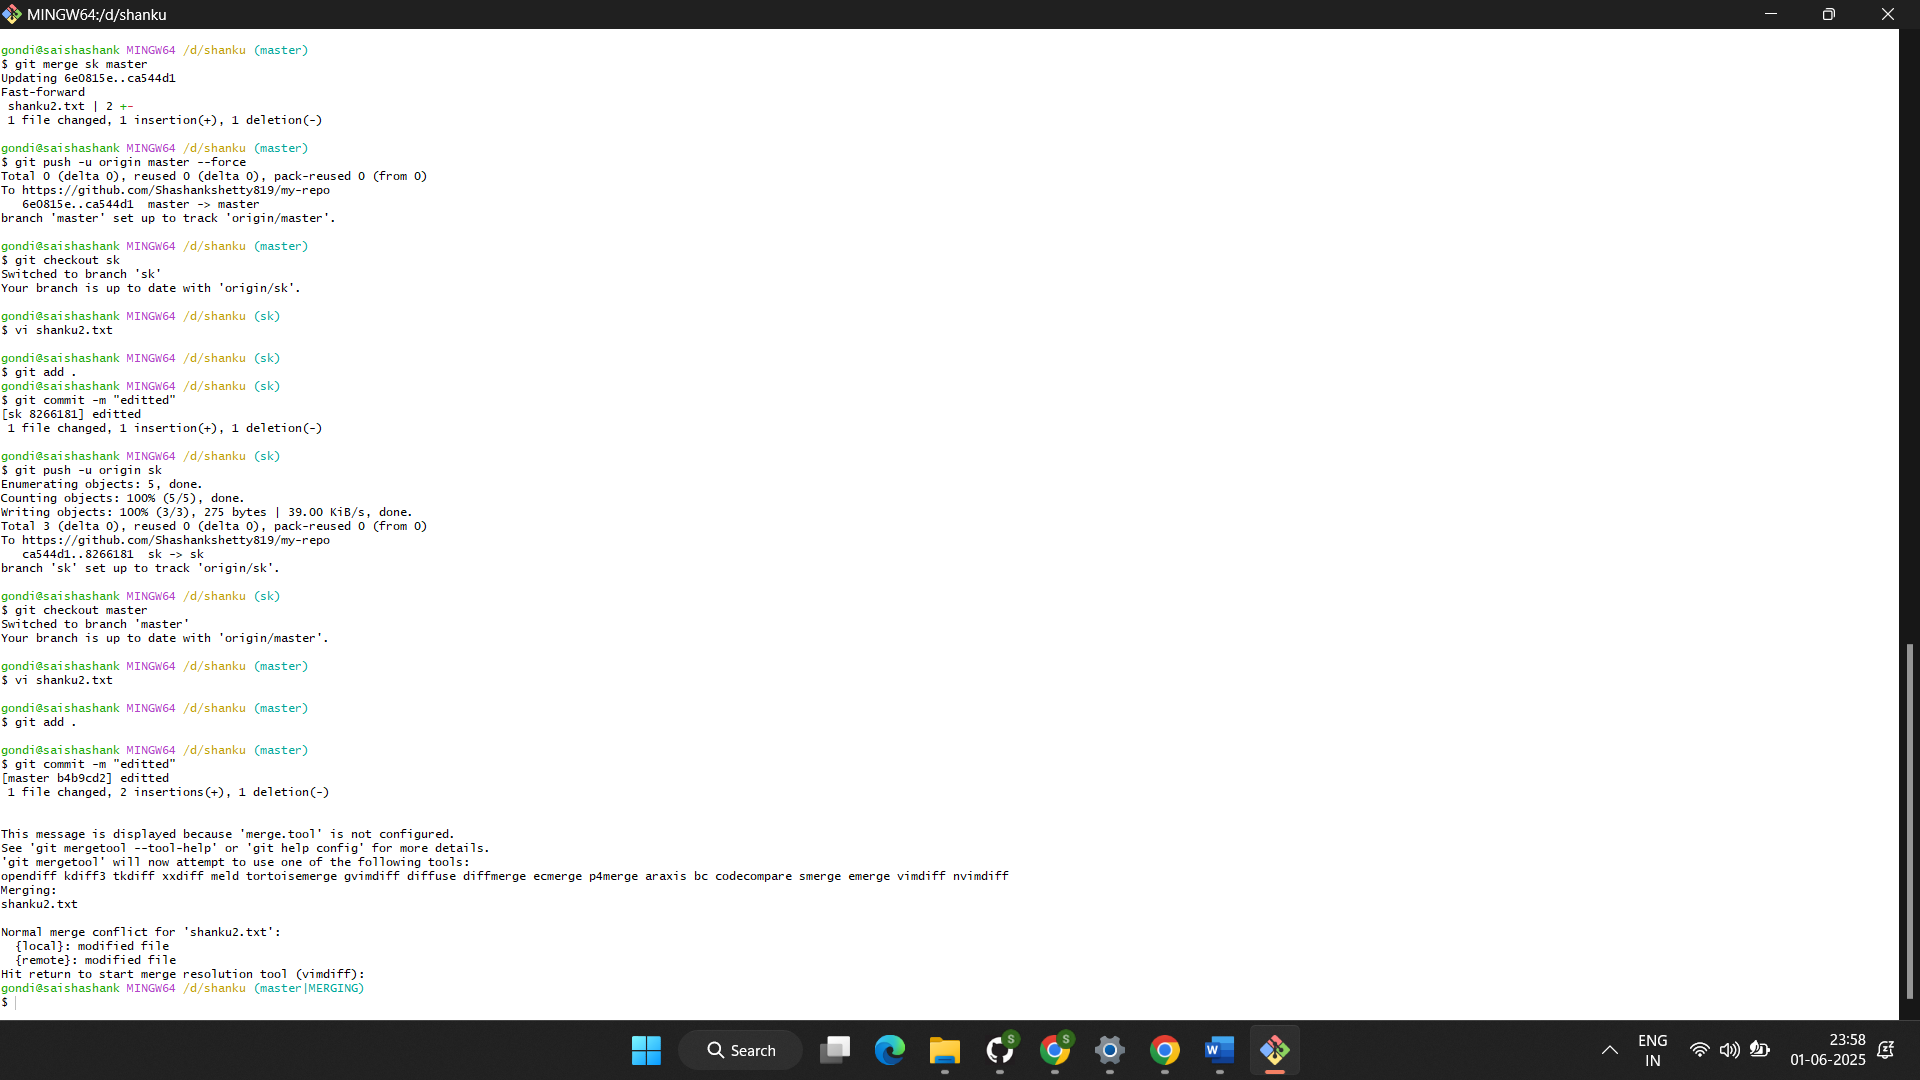 MINGW64:/d/shanku
gondi@saishashank MINGW64 /d/shanku (master)
$ git merge sk master
Updating 6e0815e..ca544d1
Fast-forward
shanku2.txt | 2 +-
1 file changed, 1 insertion(+), 1 deletion(-)
gondi@saishashank MINGW64 /d/shanku (master)
$ git push -u origin master --force
Total 0 (delta 0), reused 0 (delta 0), pack-reused 0 (from 0)
To https://github.com/Shashankshetty819/my-repo
6e0815e..ca544d1  master -> master
branch 'master' set up to track 'origin/master'.
gondi@saishashank MINGW64 /d/shanku (master)
$ git checkout sk
Switched to branch 'sk'
Your branch is up to date with 'origin/sk'.
gondi@saishashank MINGW64 /d/shanku (sk)
$ vi shanku2.txt
gondi@saishashank MINGW64 /d/shanku (sk)
$ git add .
gondi@saishashank MINGW64 /d/shanku (sk)
$ git commit -m "editted"
[sk 8266181] editted
1 file changed, 1 insertion(+), 1 deletion(-)
gondi@saishashank MINGW64 /d/shanku (sk)
$ git push -u origin sk
Enumerating objects: 5, done.
Counting objects: 100% (5/5), done.
Writing objects: 100% (3/3), 275 bytes | 39.00 KiB/s, done.
Total 3 (delta 0), reused 0 (delta 0), pack-reused 0 (from 0)
To https://github.com/Shashankshetty819/my-repo
ca544d1..8266181  sk -> sk
branch 'sk' set up to track 'origin/sk'.
gondi@saishashank MINGW64 /d/shanku (sk)
$ git checkout master
Switched to branch 'master'
Your branch is up to date with 'origin/master'.
gondi@saishashank MINGW64 /d/shanku (master)
$ vi shanku2.txt
gondi@saishashank MINGW64 /d/shanku (master)
$ git add .
gondi@saishashank MINGW64 /d/shanku (master)
$ git commit -m "editted"
[master b4b9cd2] editted
1 file changed, 2 insertions(+), 1 deletion(-)
This message is displayed because 'merge.tool' is not configured.
See 'git mergetool --tool-help' or 'git help config' for more details.
'git mergetool' will now attempt to use one of the following tools:
opendiff kdiff3 tkdiff xxdiff meld tortoisemerge gvimdiff diffuse diffmerge ecmerge p4merge araxis bc codecompare smerge emerge vimdiff nvimdiff
Merging:
shanku2.txt
Normal merge conflict for 'shanku2.txt':
{local}: modified file
{remote}: modified file
Hit return to start merge resolution tool (vimdiff):
gondi@saishashank MINGW64 /d/shanku (master|MERGING)
$
Search
S
S
W
ENG
IN
23:58
01-06-2025